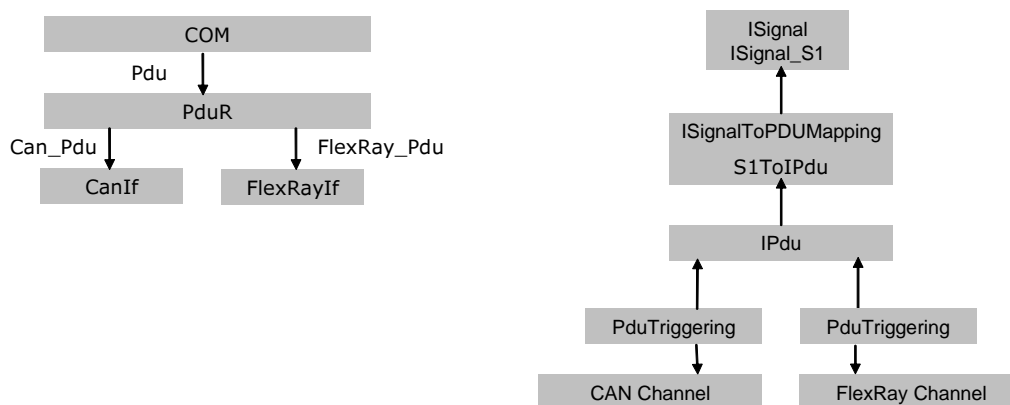 COM
Pdu
PduR
Can_Pdu
FlexRay_Pdu
CanIf
FlexRayIf
ISignal
ISignal_S1
ISignalToPDUMapping
S1ToIPdu
IPdu
PduTriggering
PduTriggering
CAN Channel
FlexRay Channel